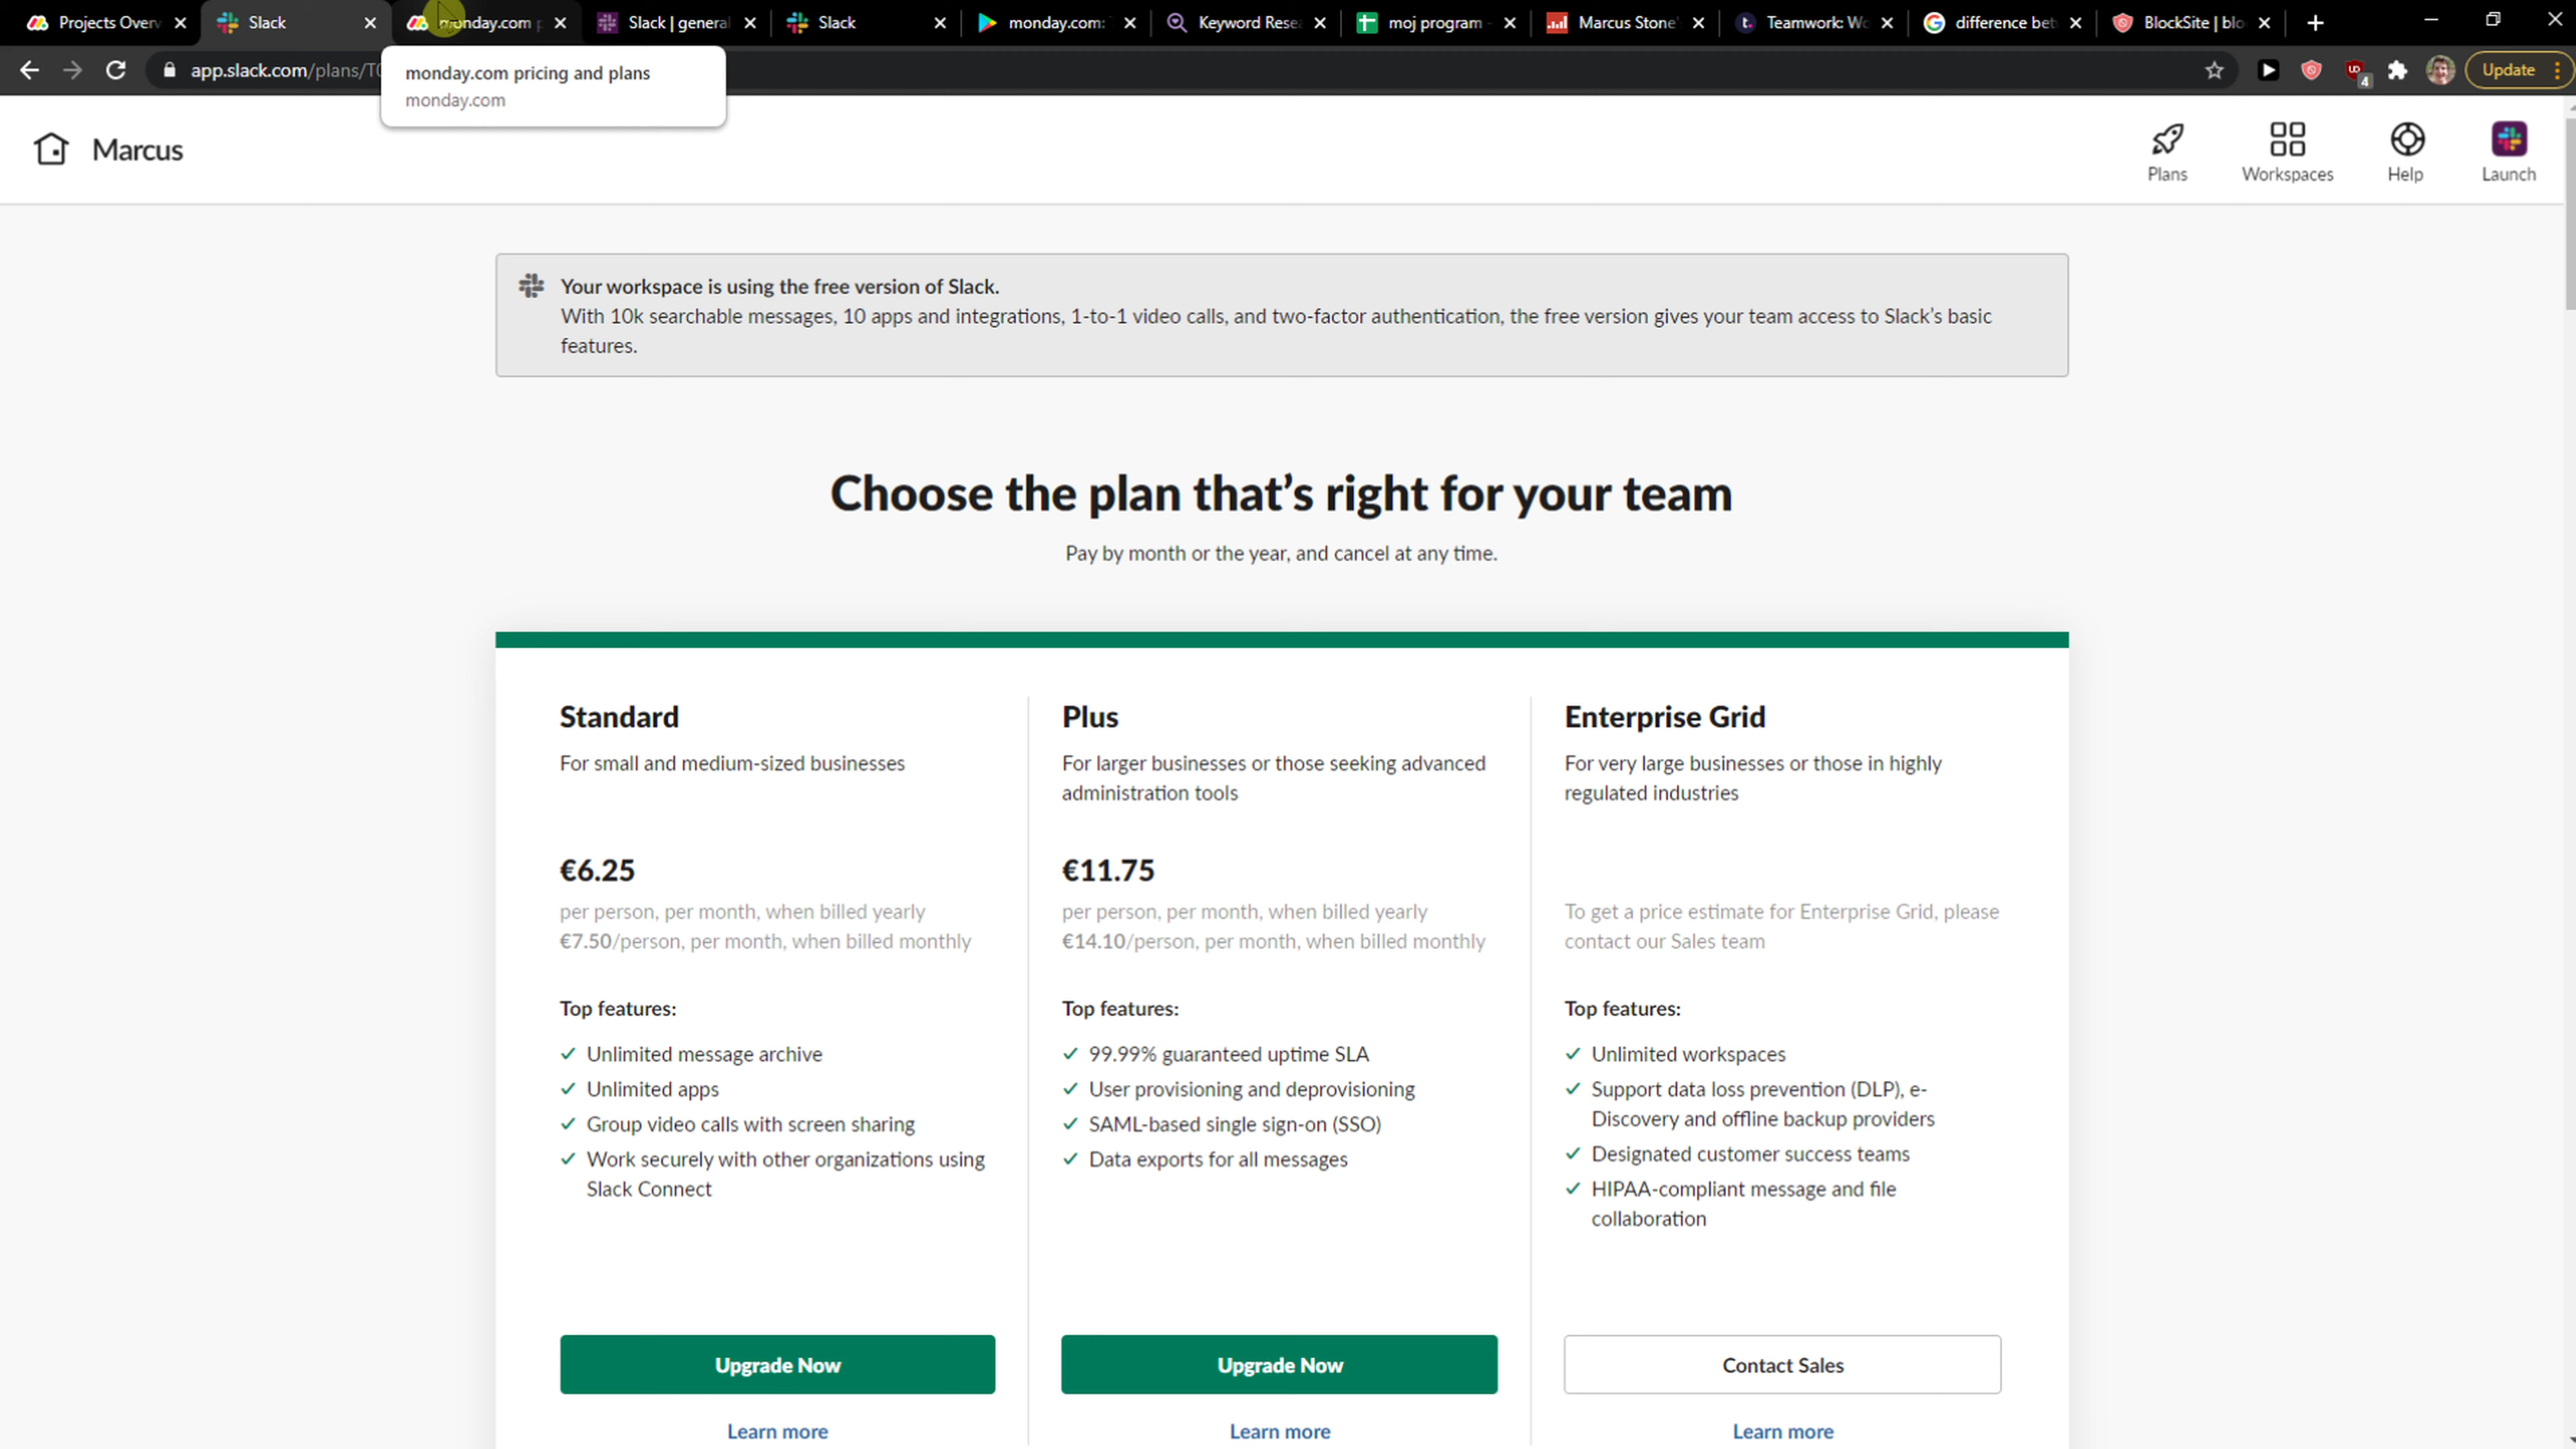 Projects Overv
Slack
monday.com p
Slack | general
Slack
monday.com:
Keyword Resea
moj program -
Marcus Stone'
Teamwork: Wo
difference bet
BlockSite | blo
app.slack.com/plans/T0
4
Update
monday.com pricing and plans
monday.com
Marcus
Plans
Workspaces
Help
Launch
Your workspace is using the free version of Slack.
With 10k searchable messages, 10 apps and integrations, 1-to-1 video calls, and two-factor authentication, the free version gives your team access to Slack's basic
features.
Choose the plan that's right for your team
Pay by month or the year, and cancel at any time.
Standard
For small and medium-sized businesses
€6.25
per person, per month, when billed yearly
€7.50/person, per month, when billed monthly
Top features:
Unlimited message archive
Unlimited apps
Group video calls with screen sharing
Work securely with other organizations using
Slack Connect
Upgrade Now
Learn more
Plus
For larger businesses or those seeking advanced
administration tools
€11.75
per person, per month, when billed yearly
€14.10/person, per month, when billed monthly
Top features:
99.99% guaranteed uptime SLA
User provisioning and deprovisioning
SAML-based single sign-on (SSO)
Data exports for all messages
Upgrade Now
Learn more
Enterprise Grid
For very large businesses or those in highly
regulated industries
To get a price estimate for Enterprise Grid, please
contact our Sales team
Top features:
Unlimited workspaces
Support data loss prevention (DLP), e-
Discovery and offline backup providers
Designated customer success teams
HIPAA-compliant message and file
collaboration
Contact Sales
Learn more